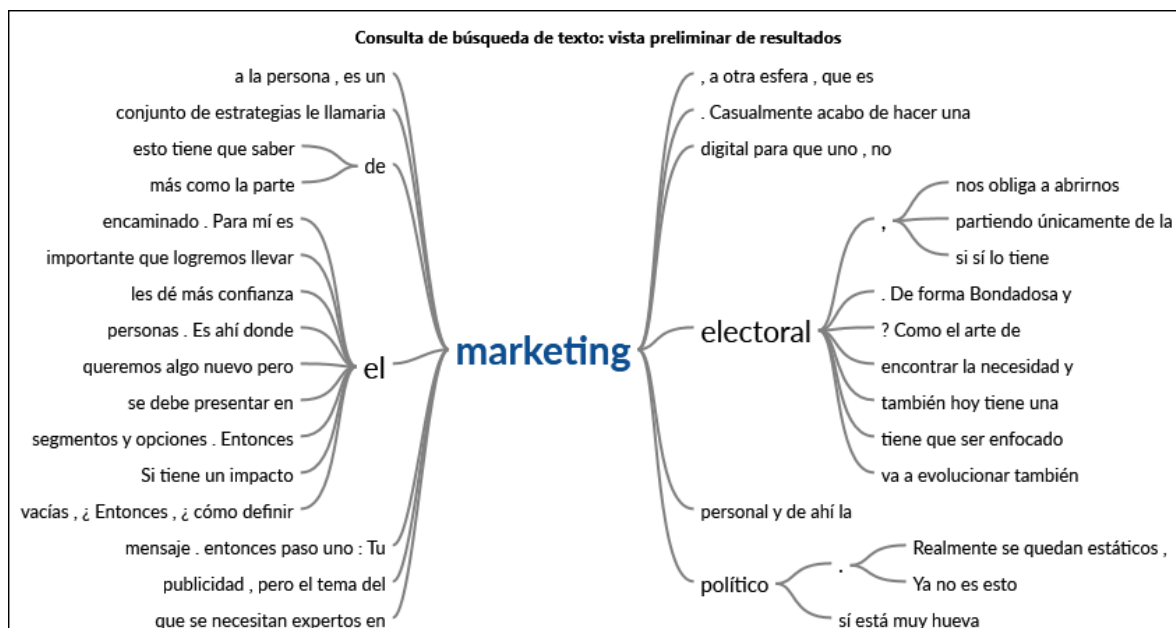 Consulta de búsqueda de texto: vista preliminar de resultados
a la persona , es un
conjunto de estrategias le llamaria
esto tiene que saber
más como la parte
de
encaminado . Para mí es
importante que logremos llevar
les dé más confianza
personas . Es ahí donde
queremos algo nuevo pero
se debe presentar en
segmentos y opciones . Entonces
Si tiene un impacto
vacías , ¿ Entonces , ¿ cómo definir
el
mensaje . entonces paso uno : Tu
publicidad , pero el tema del
que se necesitan expertos en
marketing
, a otra esfera , que es
. Casualmente acabo de hacer una
digital para que uno , no
electoral
,
nos obliga a abrirnos
partiendo únicamente de la
si sí lo tiene
. De forma Bondadosa y
? Como el arte de
encontrar la necesidad y
también hoy tiene una
tiene que ser enfocado
va a evolucionar también
personal y de ahí la
político
.
Realmente se quedan estáticos ,
Ya no es esto
sí está muy hueva